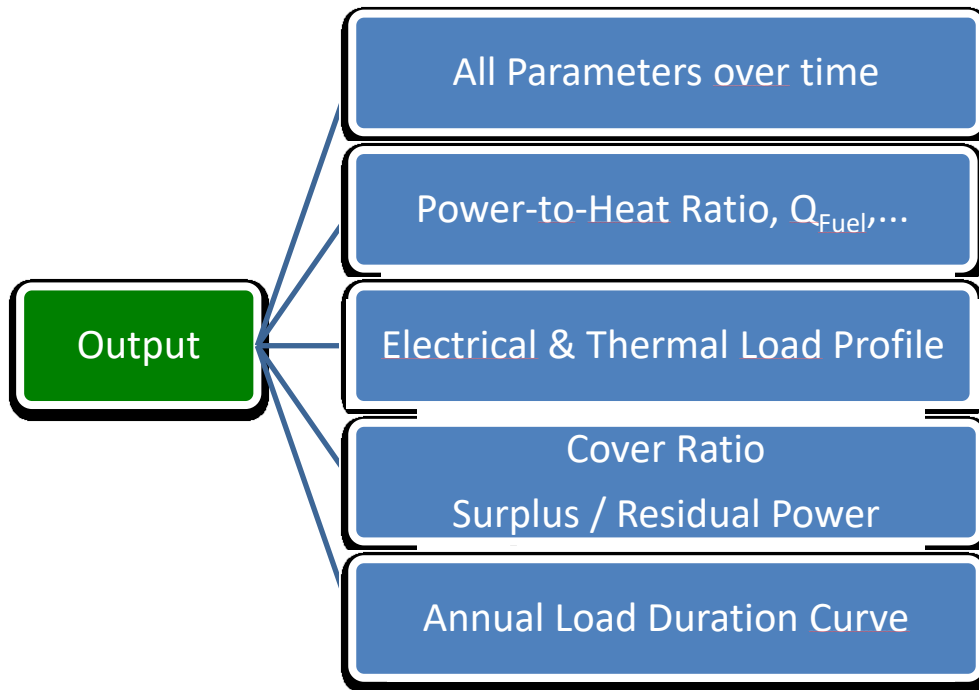 All Parameters over time
Power-to-Heat Ratio, Q_Fuel,...
Output
Electrical & Thermal Load Profile
Cover Ratio
Surplus / Residual Power
Annual Load Duration Curve